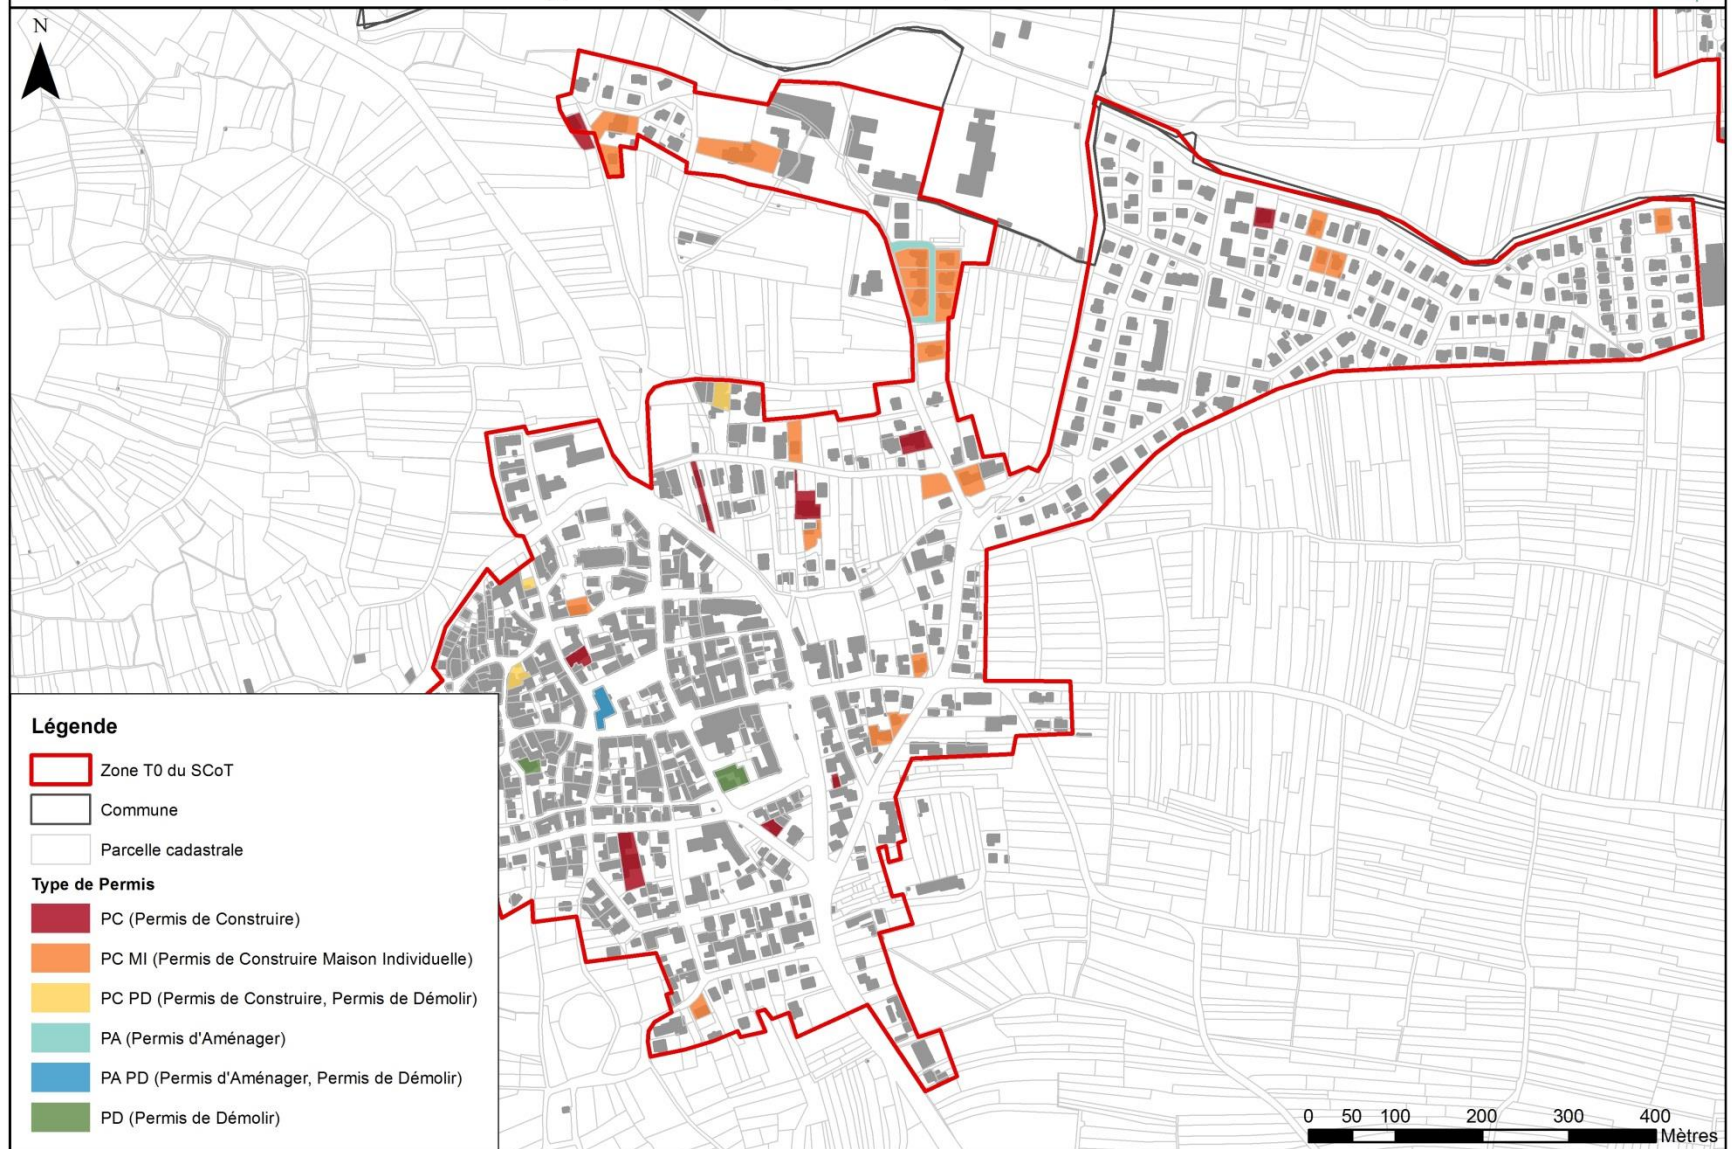 N
Légende
Zone T0 du SCoT
Commune
Parcelle cadastrale
Type de Permis
PC (Permis de Construire)
PC MI (Permis de Construire Maison Individuelle)
PC PD (Permis de Construire, Permis de Démolir)
PA (Permis d'Aménager)
PA PD (Permis d'Aménager, Permis de Démolir)
PD (Permis de Démolir)
0 50 100 200 300 400
Mètres